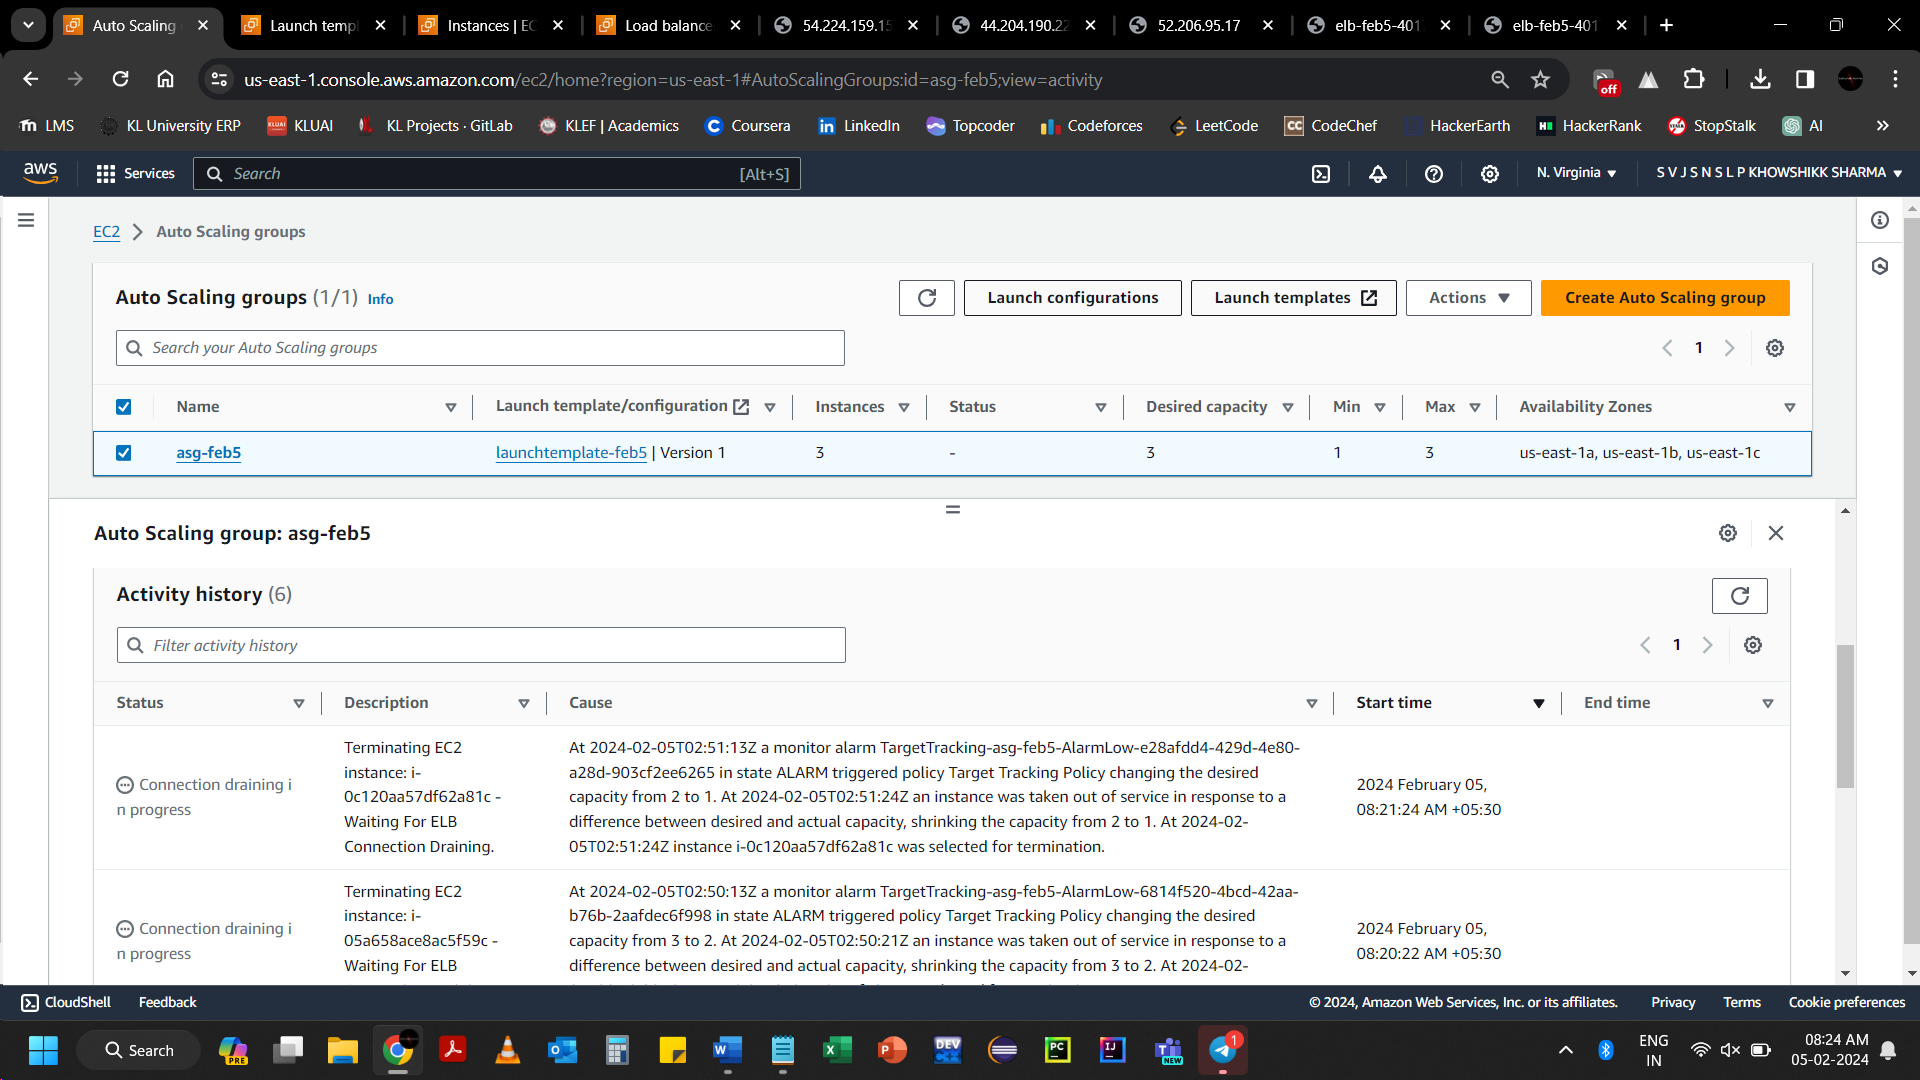 Auto Scaling
Launch temp
Instances | EC
Load balance
54.224.159.15
44.204.190.22
52.206.95.17
elb-feb5-401
elb-feb5-401
us-east-1.console.aws.amazon.com/ec2/home?region=us-east-1#AutoScalingGroups:id=asg-feb5;view=activity
off
LMS
KL University ERP
KLUAI
KL Projects · GitLab
KLEF | Academics
Coursera
LinkedIn
Topcoder
Codeforces
LeetCode
CodeChef
HackerEarth
HackerRank
StopStalk
AI
aws
Services
Search
[Alt+S]
N. Virginia
S V J S N S L P KHOWSHIKK SHARMA
EC2
Auto Scaling groups
Auto Scaling groups (1/1) Info
Launch configurations
Launch templates
Actions
Create Auto Scaling group
Search your Auto Scaling groups
1
Name
Launch template/configuration
Instances
Status
Desired capacity
Min
Max
Availability Zones
asg-feb5
launchtemplate-feb5 | Version 1
3
-
3
1
3
us-east-1a, us-east-1b, us-east-1c
Auto Scaling group: asg-feb5
Activity history (6)
Filter activity history
1
Status
Description
Cause
Start time
End time
Connection draining i
n progress
Terminating EC2
instance: i-
0c120aa57df62a81c -
Waiting For ELB
Connection Draining.
At 2024-02-05T02:51:13Z a monitor alarm TargetTracking-asg-feb5-AlarmLow-e28afdd4-429d-4e80-
a28d-903cf2ee6265 in state ALARM triggered policy Target Tracking Policy changing the desired
capacity from 2 to 1. At 2024-02-05T02:51:24Z an instance was taken out of service in response to a
difference between desired and actual capacity, shrinking the capacity from 2 to 1. At 2024-02-
05T02:51:24Z instance i-0c120aa57df62a81c was selected for termination.
2024 February 05,
08:21:24 AM +05:30
Connection draining i
n progress
Terminating EC2
instance: i-
05a658ace8ac5f59c -
Waiting For ELB
At 2024-02-05T02:50:13Z a monitor alarm TargetTracking-asg-feb5-AlarmLow-6814f520-4bcd-42aa-
b76b-2aafdec6f998 in state ALARM triggered policy Target Tracking Policy changing the desired
capacity from 3 to 2. At 2024-02-05T02:50:21Z an instance was taken out of service in response to a
difference between desired and actual capacity, shrinking the capacity from 3 to 2. At 2024-02-
2024 February 05,
08:20:22 AM +05:30
CloudShell
Feedback
© 2024, Amazon Web Services, Inc. or its affiliates.
Privacy
Terms
Cookie preferences
Search
PRE
DEV
PC
IJ
NEW
1
ENG
IN
08:24 AM
05-02-2024